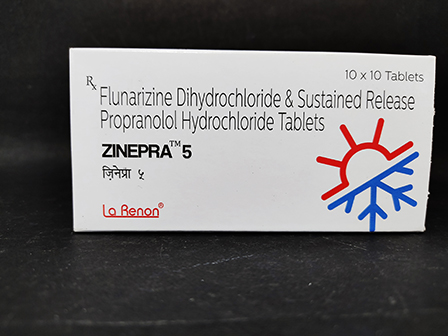 10 x 10 Tablets
Rx Flunarizine Dihydrochloride & Sustained Release
Propranolol Hydrochloride Tablets
ZINEPRA™ 5
ज़िनेप्रा ५
La Renon®